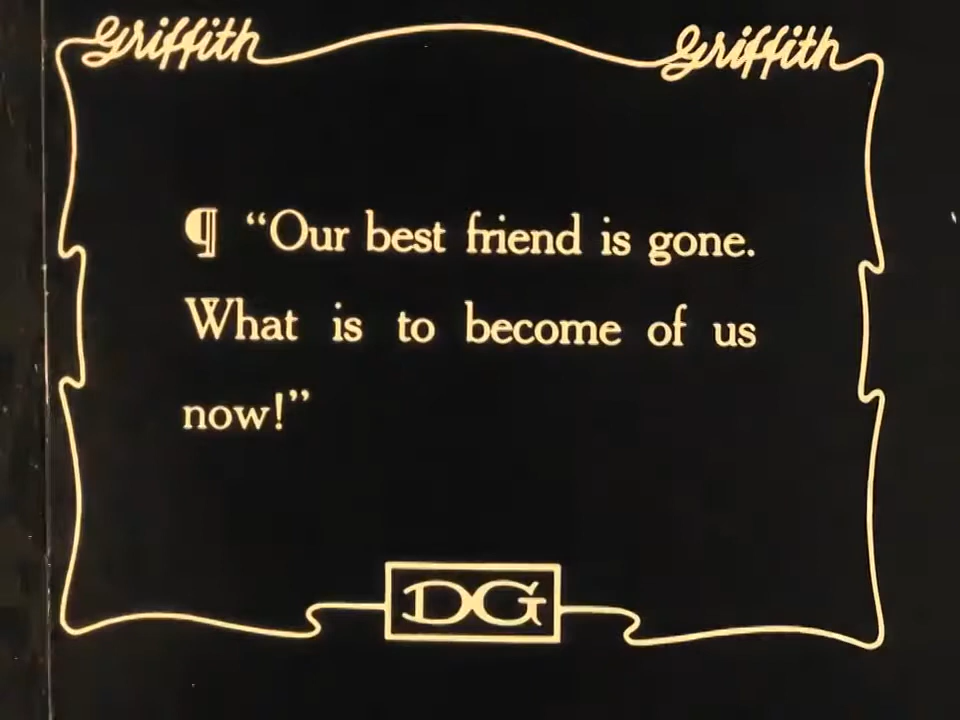 Griffith Griffith
¶ “Our best friend is gone.
What is to become of us
now!”
DG